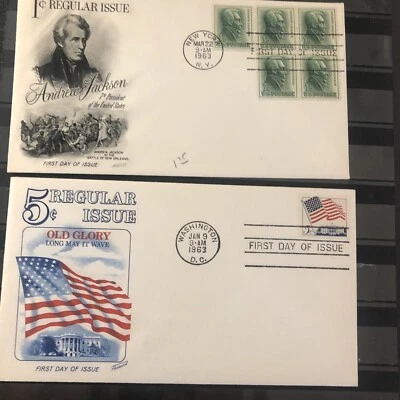 1¢ REGULAR ISSUE
Andrew Jackson
7th President
of the United States
ANDREW JACKSON
IN THE
BATTLE OF NEW ORLEANS
FIRST DAY OF ISSUE
NEW YORK
MAR 22
9-AM
1963
N.Y.
FIRST DAY OF ISSUE
5¢ REGULAR
ISSUE
OLD GLORY
LONG MAY IT WAVE
FIRST DAY OF ISSUE
WASHINGTON
JAN 9
9-AM
1963
D.C.
FIRST DAY OF ISSUE